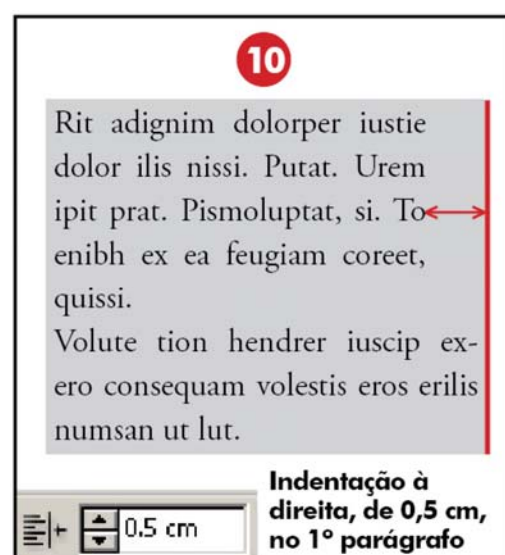 10
Rit adignim dolorper iustie
dolor ilis nissi. Putat. Urem
ipit prat. Pismoluptat, si. To
enibh ex ea feugiam coreet,
quissi.
Volute tion hendrer iuscip ex-
ero consequam volestis eros erilis
numsan ut lut.
0.5 cm
Indentação à
direita, de 0,5 cm,
no 1º parágrafo